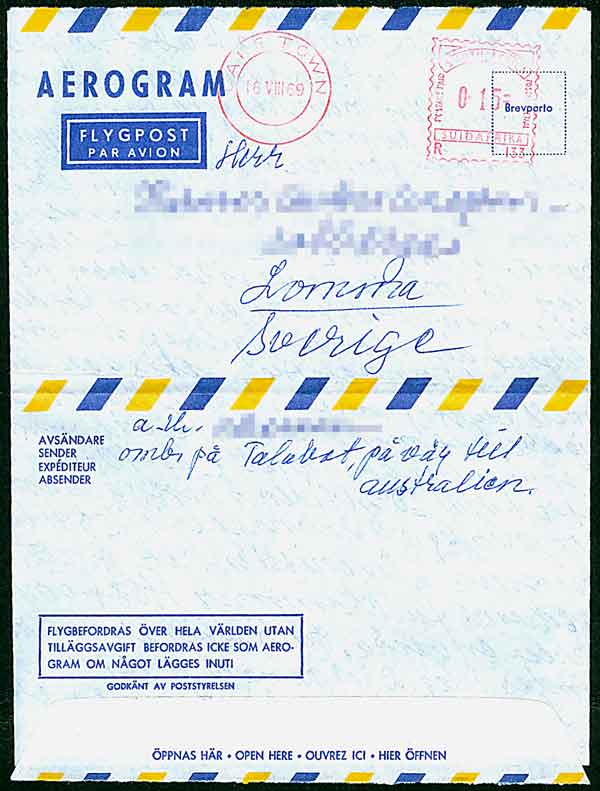 AEROGRAM
FLYGPOST
PAR AVION
TOWN
16 VIII 69
0 15
Brevporto
SUIDAFRIKA
R 133
Herr
Lomma
Sverige
AVSÄNDARE
SENDER
EXPÉDITEUR
ABSENDER
omb. på Talabot, på väg till
australien.
FLYGBEFORDRAS ÖVER HELA VÄRLDEN UTAN
TILLÄGGSAVGIFT BEFORDRAS ICKE SOM AERO-
GRAM OM NÅGOT LÄGGES INUTI
GODKÄNT AV POSTSTYRELSEN
ÖPPNAS HÄR • OPEN HERE • OUVREZ ICI • HIER ÖFFNEN